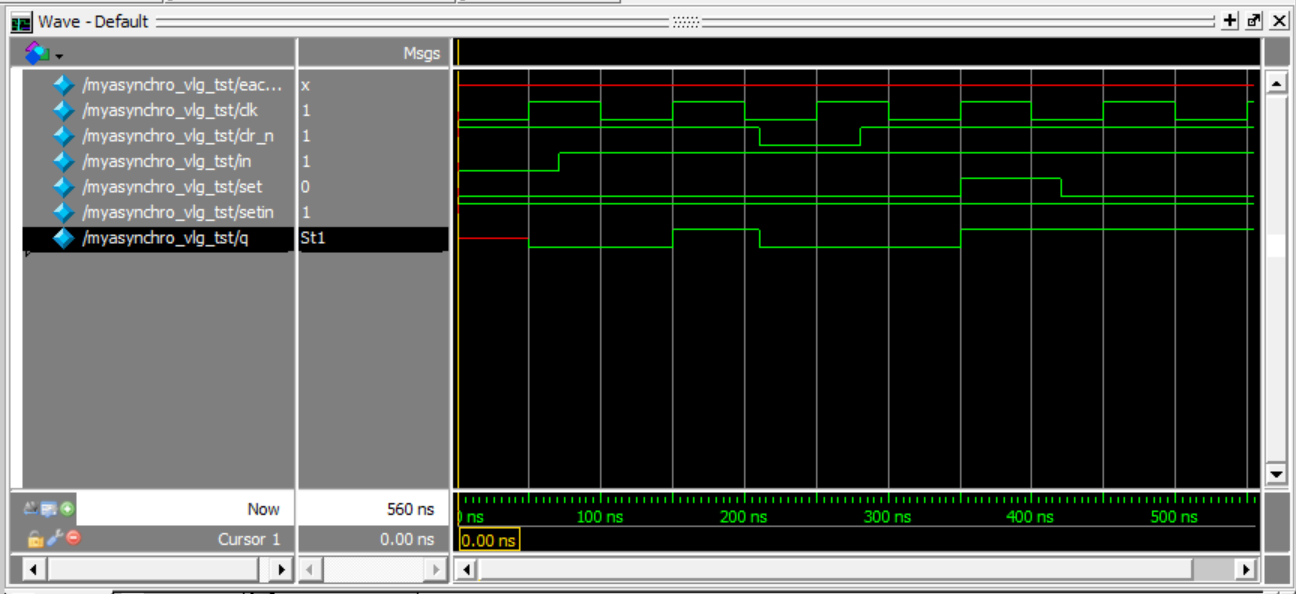 Wave - Default
Msgs
/myasynchro_vlg_tst/eac... x
/myasynchro_vlg_tst/clk 1
/myasynchro_vlg_tst/clr_n 1
/myasynchro_vlg_tst/in 1
/myasynchro_vlg_tst/set 0
/myasynchro_vlg_tst/setin 1
/myasynchro_vlg_tst/q St1
Now 560 ns
) ns 100 ns 200 ns 300 ns 400 ns 500 ns
Cursor 1 0.00 ns 0.00 ns